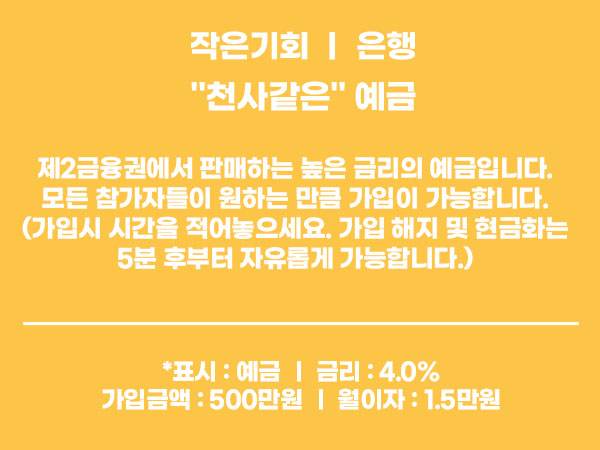 작은기회 ㅣ 은행
"천사같은" 예금
제2금융권에서 판매하는 높은 금리의 예금입니다.
모든 참가자들이 원하는 만큼 가입이 가능합니다.
(가입시 시간을 적어놓으세요. 가입 해지 및 현금화는
5분 후부터 자유롭게 가능합니다.)
*표시 : 예금 ㅣ 금리 : 4.0%
가입금액 : 500만원 ㅣ 월이자 : 1.5만원